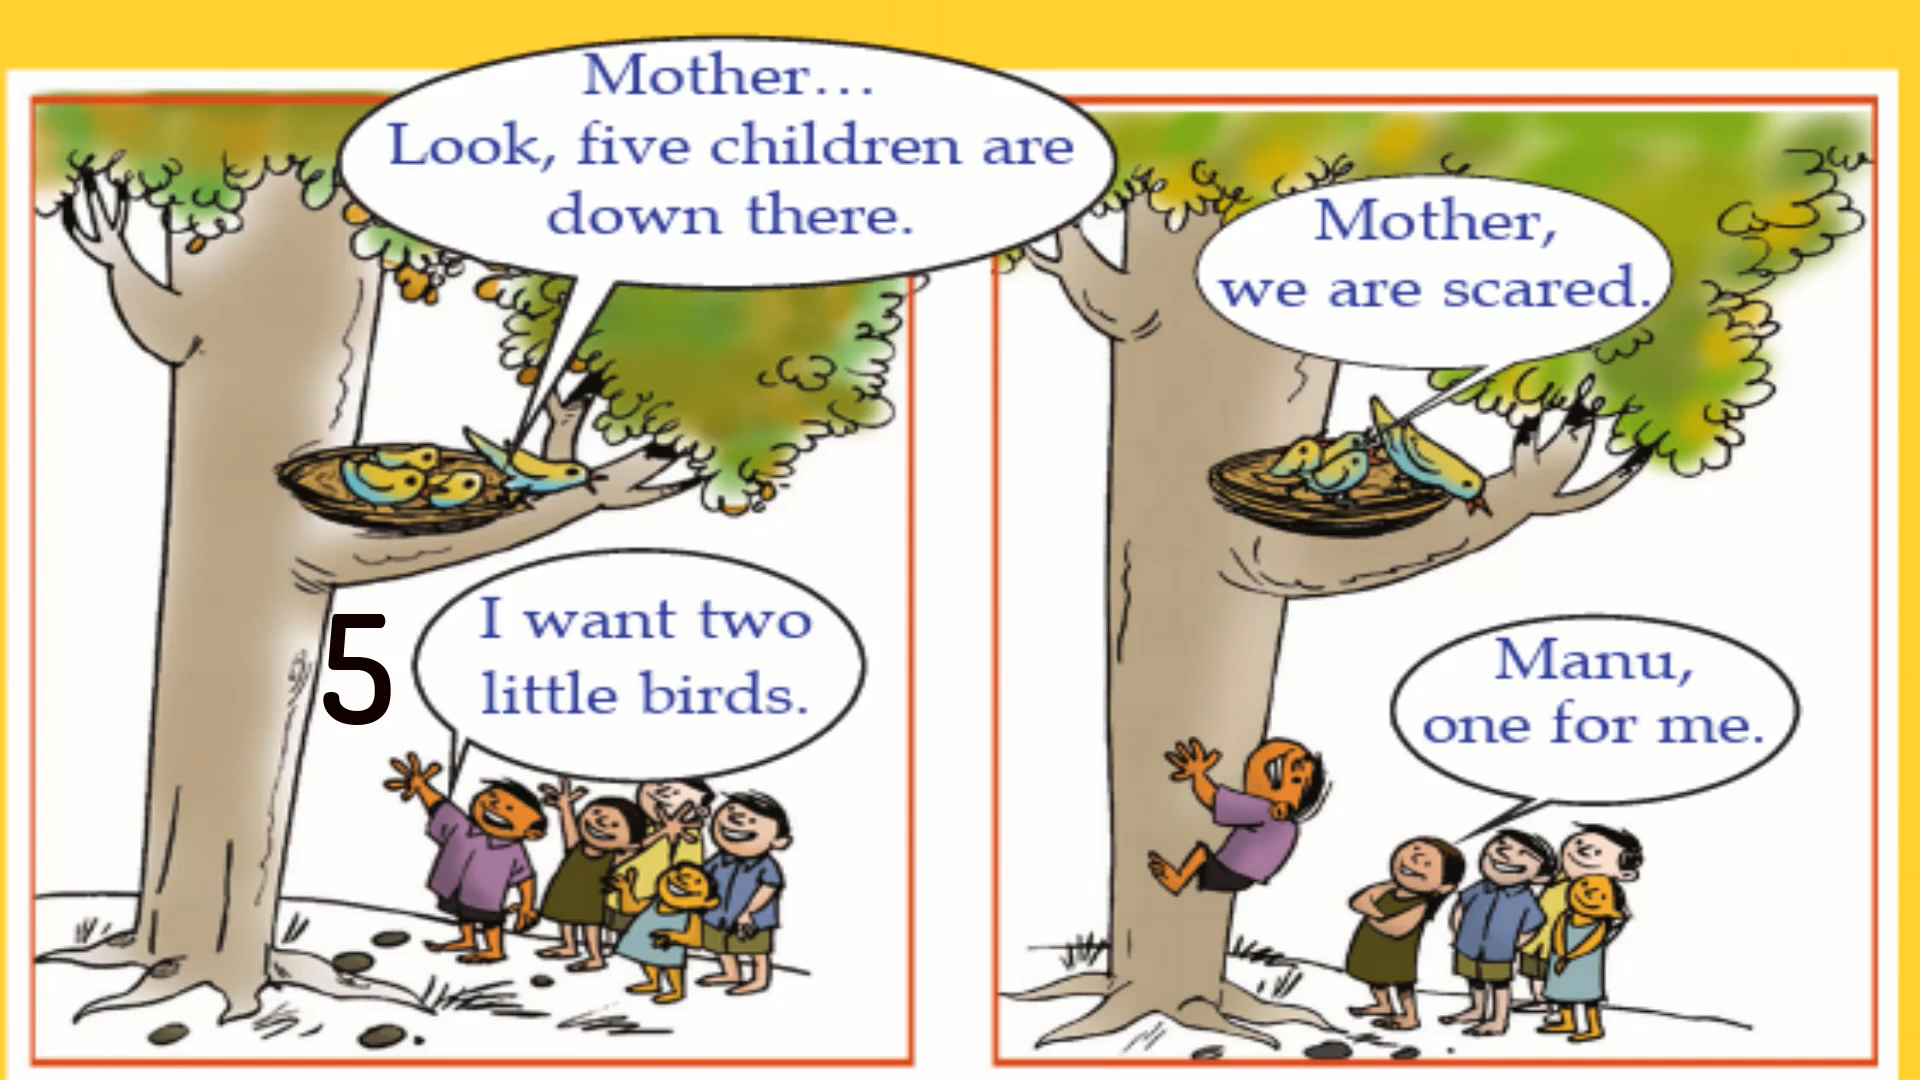 Mother...
Look, five children are
down there.
5
I want two
little birds.
Mother,
we are scared.
Manu,
one for me.